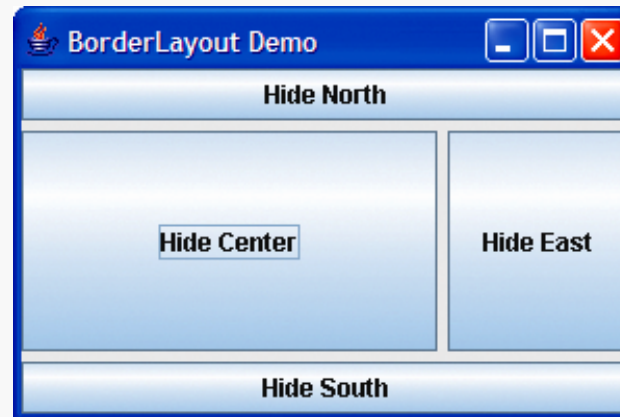 BorderLayout Demo
Hide North
Hide Center
Hide East
Hide South